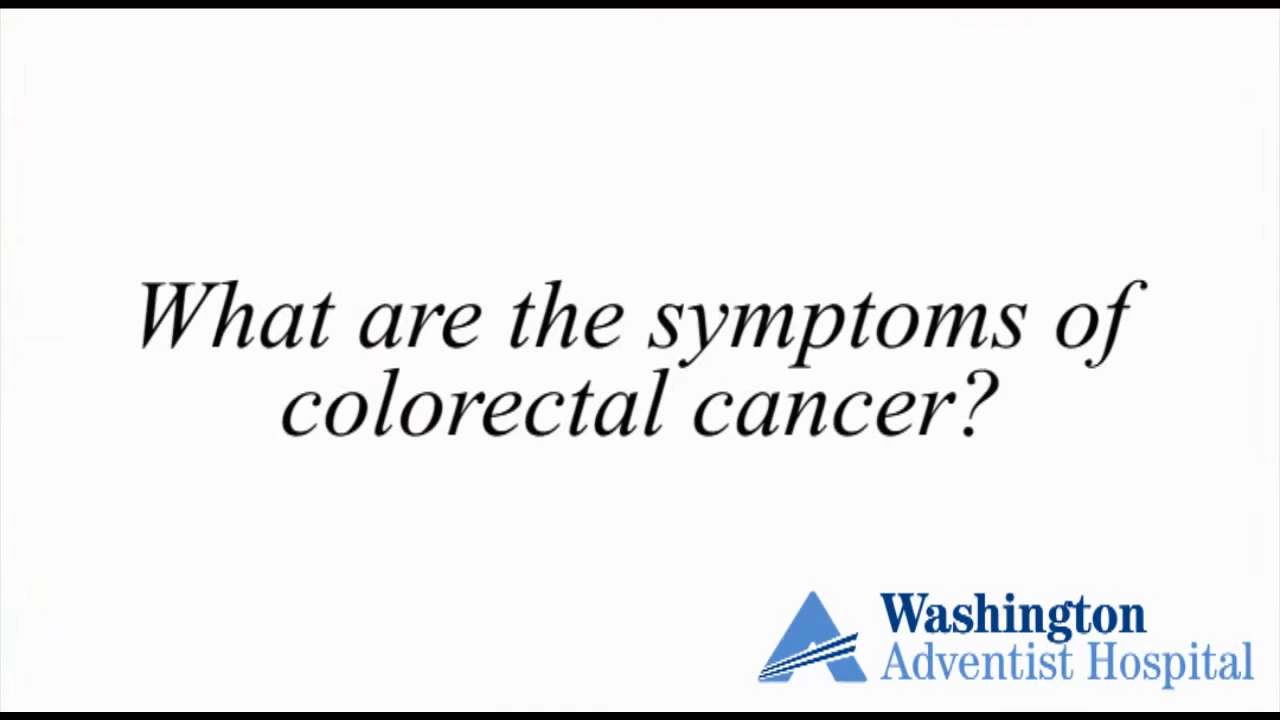 What are the symptoms of
colorectal cancer?
Washington
Adventist Hospital